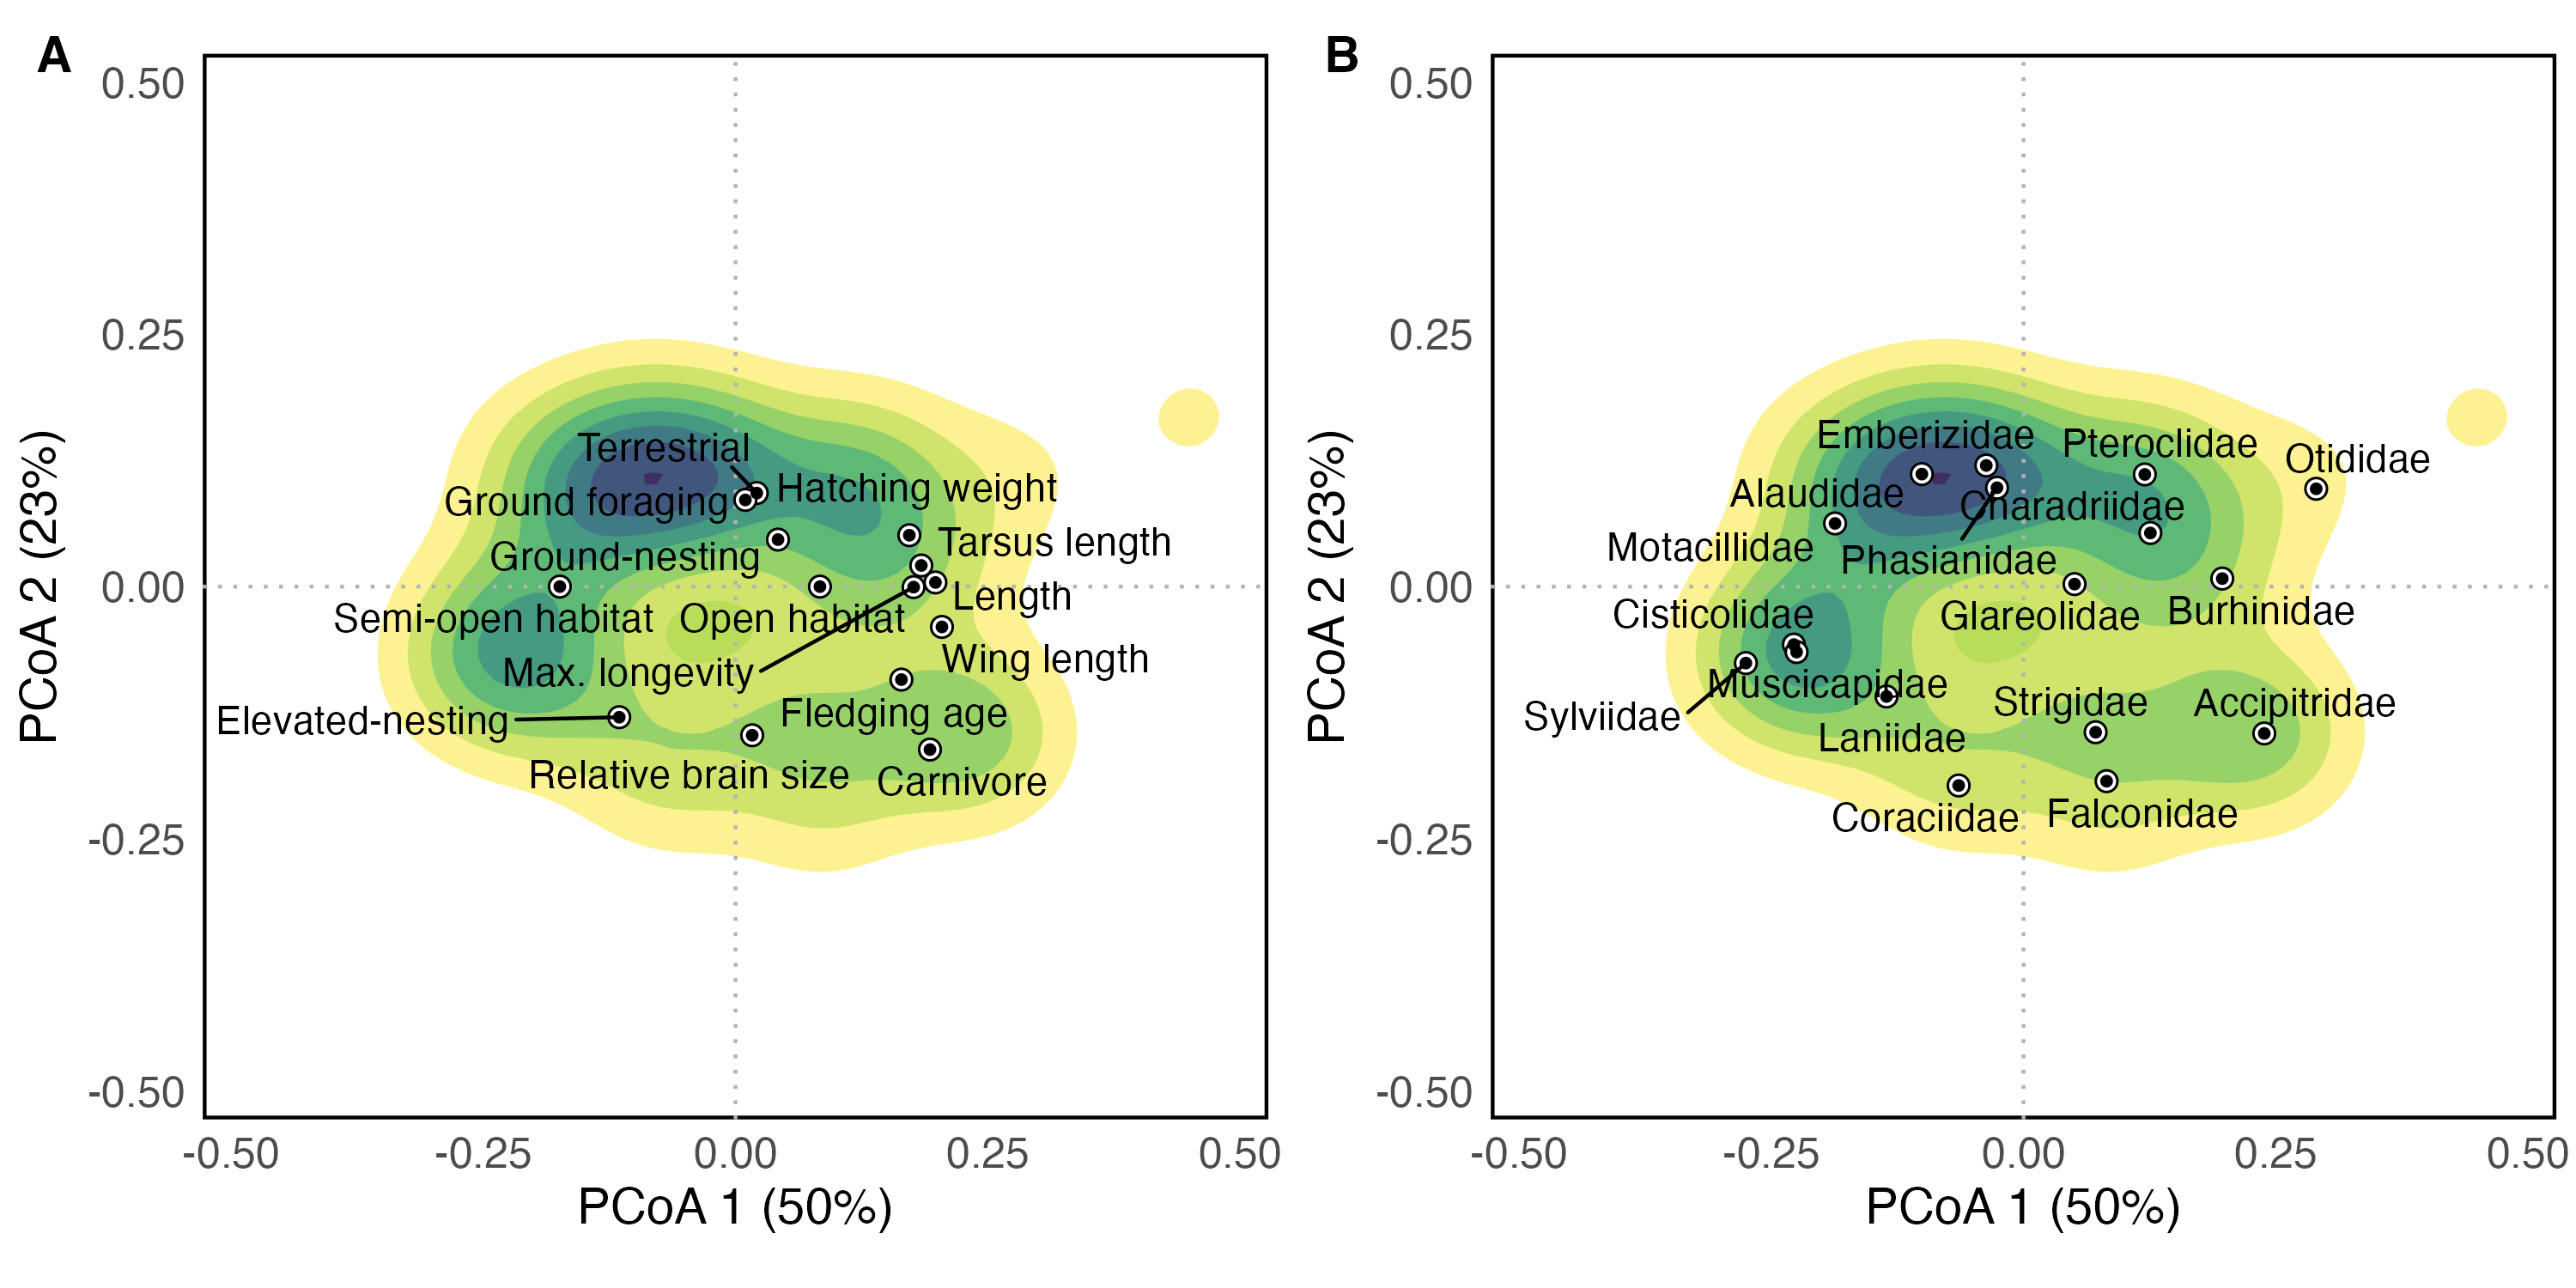 A
0.50
0.25
0.00
-0.25
-0.50
PCoA 2 (23%)
Terrestrial
Hatching weight
Ground foraging
Tarsus length
Ground-nesting
Length
Semi-open habitat
Open habitat
Wing length
Max. longevity
Fledging age
Elevated-nesting
Relative brain size
Carnivore
-0.50
-0.25
0.00
0.25
0.50
PCoA 1 (50%)
B
0.50
0.25
0.00
-0.25
-0.50
PCoA 2 (23%)
Emberizidae
Pteroclidae
Otididae
Alaudidae
Charadriidae
Motacillidae
Phasianidae
Cisticolidae
Glareolidae
Burhinidae
Muscicapidae
Strigidae
Accipitridae
Sylviidae
Laniidae
Coraciidae
Falconidae
-0.50
-0.25
0.00
0.25
0.50
PCoA 1 (50%)